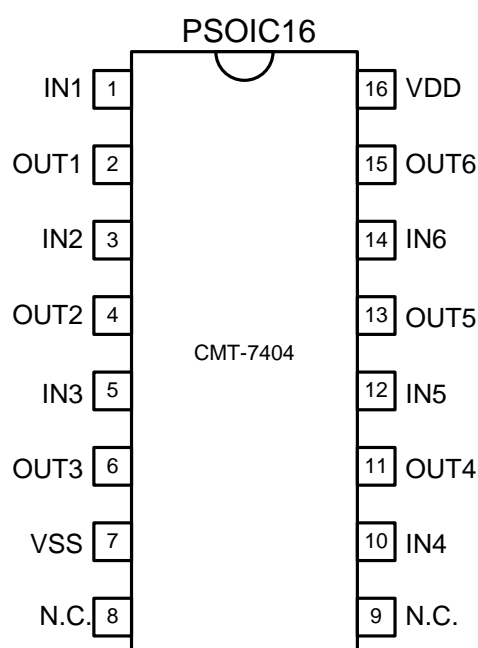 PSOIC16
IN1 1 16 VDD
OUT1 2 15 OUT6
IN2 3 14 IN6
OUT2 4 13 OUT5
CMT-7404
IN3 5 12 IN5
OUT3 6 11 OUT4
VSS 7 10 IN4
N.C. 8 9 N.C.